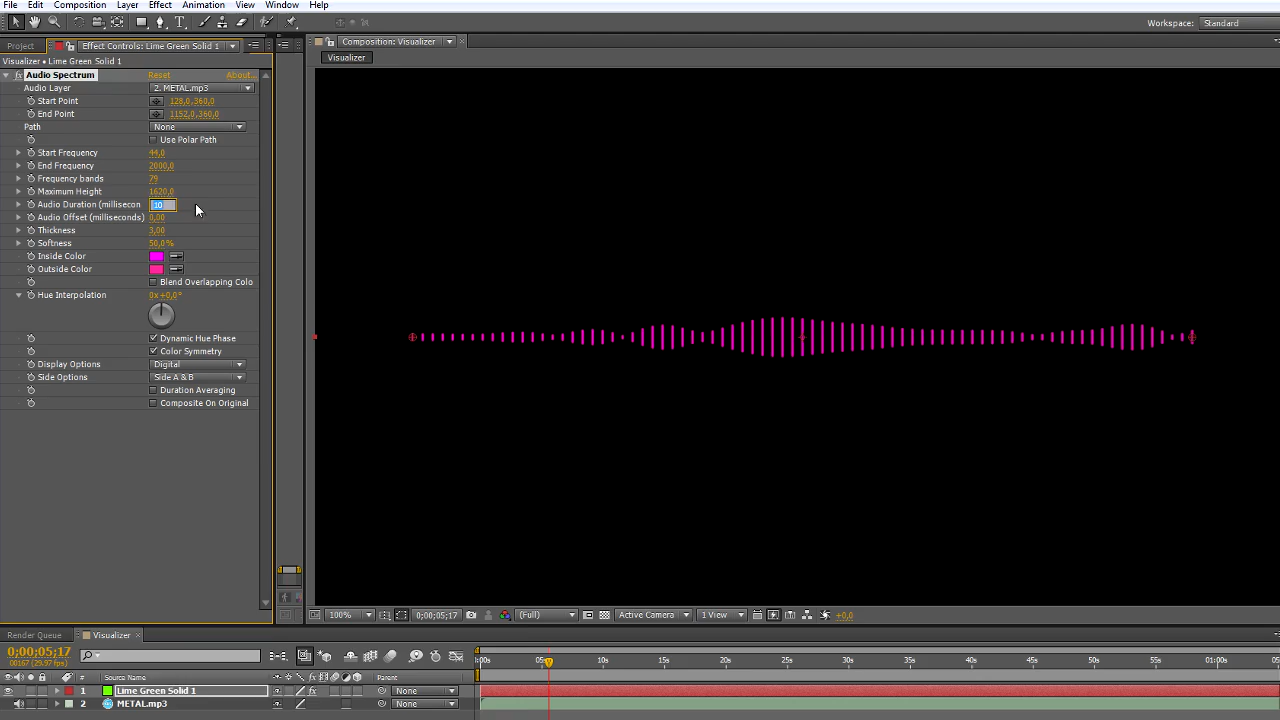 File Edit Composition Layer Effect Animation View Window Help
Workspace: Standard
Project Effect Controls: Lime Green Solid 1 Composition: Visualizer
Visualizer • Lime Green Solid 1 Visualizer
fx Audio Spectrum Reset About...
Audio Layer 2. METAL.mp3
Start Point 128,0,360,0
End Point 1152,0,360,0
Path None
Use Polar Path
Start Frequency 44,0
End Frequency 2000,0
Frequency bands 79
Maximum Height 1620,0
Audio Duration (millisecon 10
Audio Offset (milliseconds) 0,00
Thickness 3,00
Softness 50,0%
Inside Color
Outside Color
Blend Overlapping Colo
Hue Interpolation 0x+0,0°
Dynamic Hue Phase
Color Symmetry
Display Options Digital
Side Options Side A & B
Duration Averaging
Composite On Original
100% 0;00;05;17 (Full) Active Camera 1 View +0,0
Render Queue Visualizer
0;00;05;17
00167 (29.97 fps)
:00s 05s 10s 15s 20s 25s 30s 35s 40s 45s 50s 55s 01:00s 05s
# Source Name fx Parent
1 Lime Green Solid 1 fx None
2 METAL.mp3 None